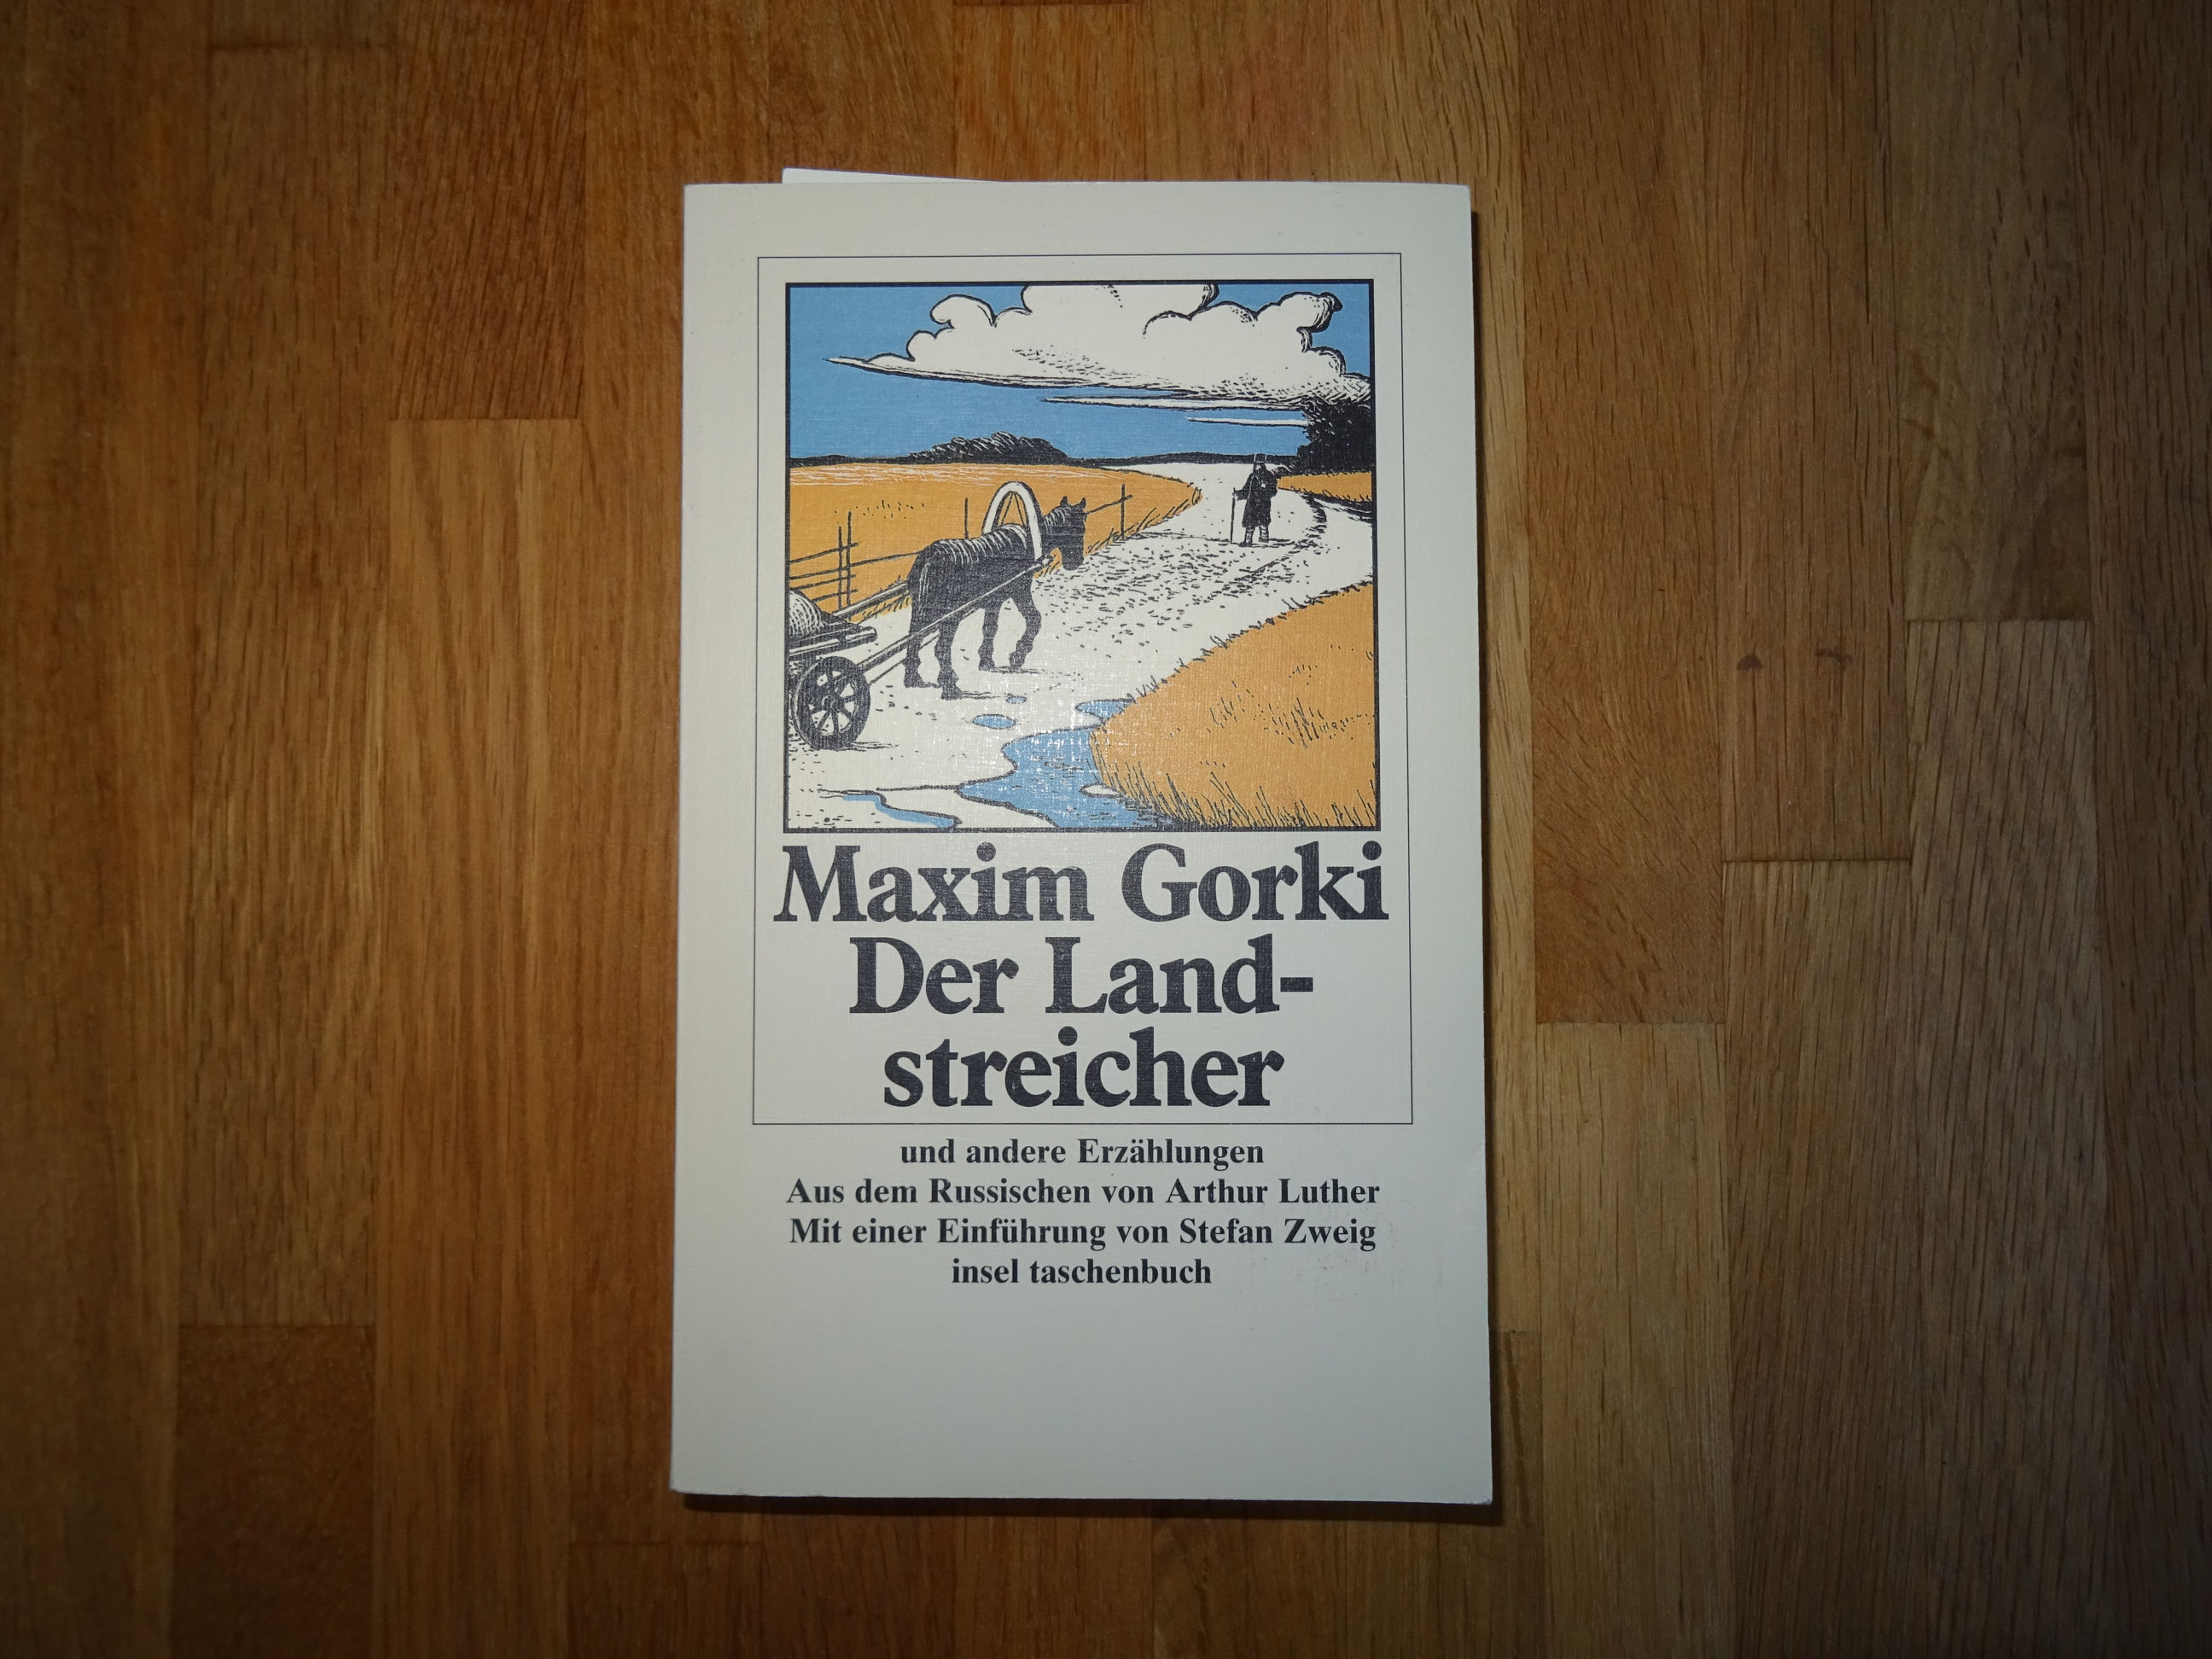 Maxim Gorki
Der Land-
streicher
und andere Erzählungen
Aus dem Russischen von Arthur Luther
Mit einer Einführung von Stefan Zweig
insel taschenbuch